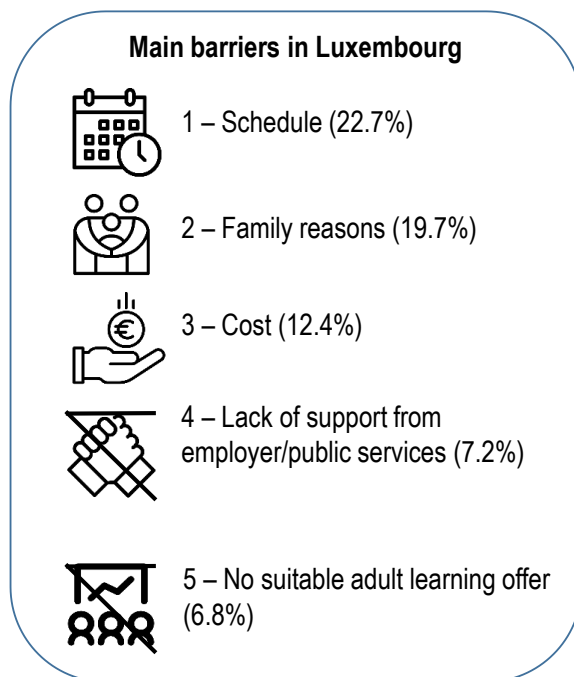 Main barriers in Luxembourg
1 – Schedule (22.7%)
2 – Family reasons (19.7%)
€
3 – Cost (12.4%)
4 – Lack of support from
employer/public services (7.2%)
5 – No suitable adult learning offer
(6.8%)